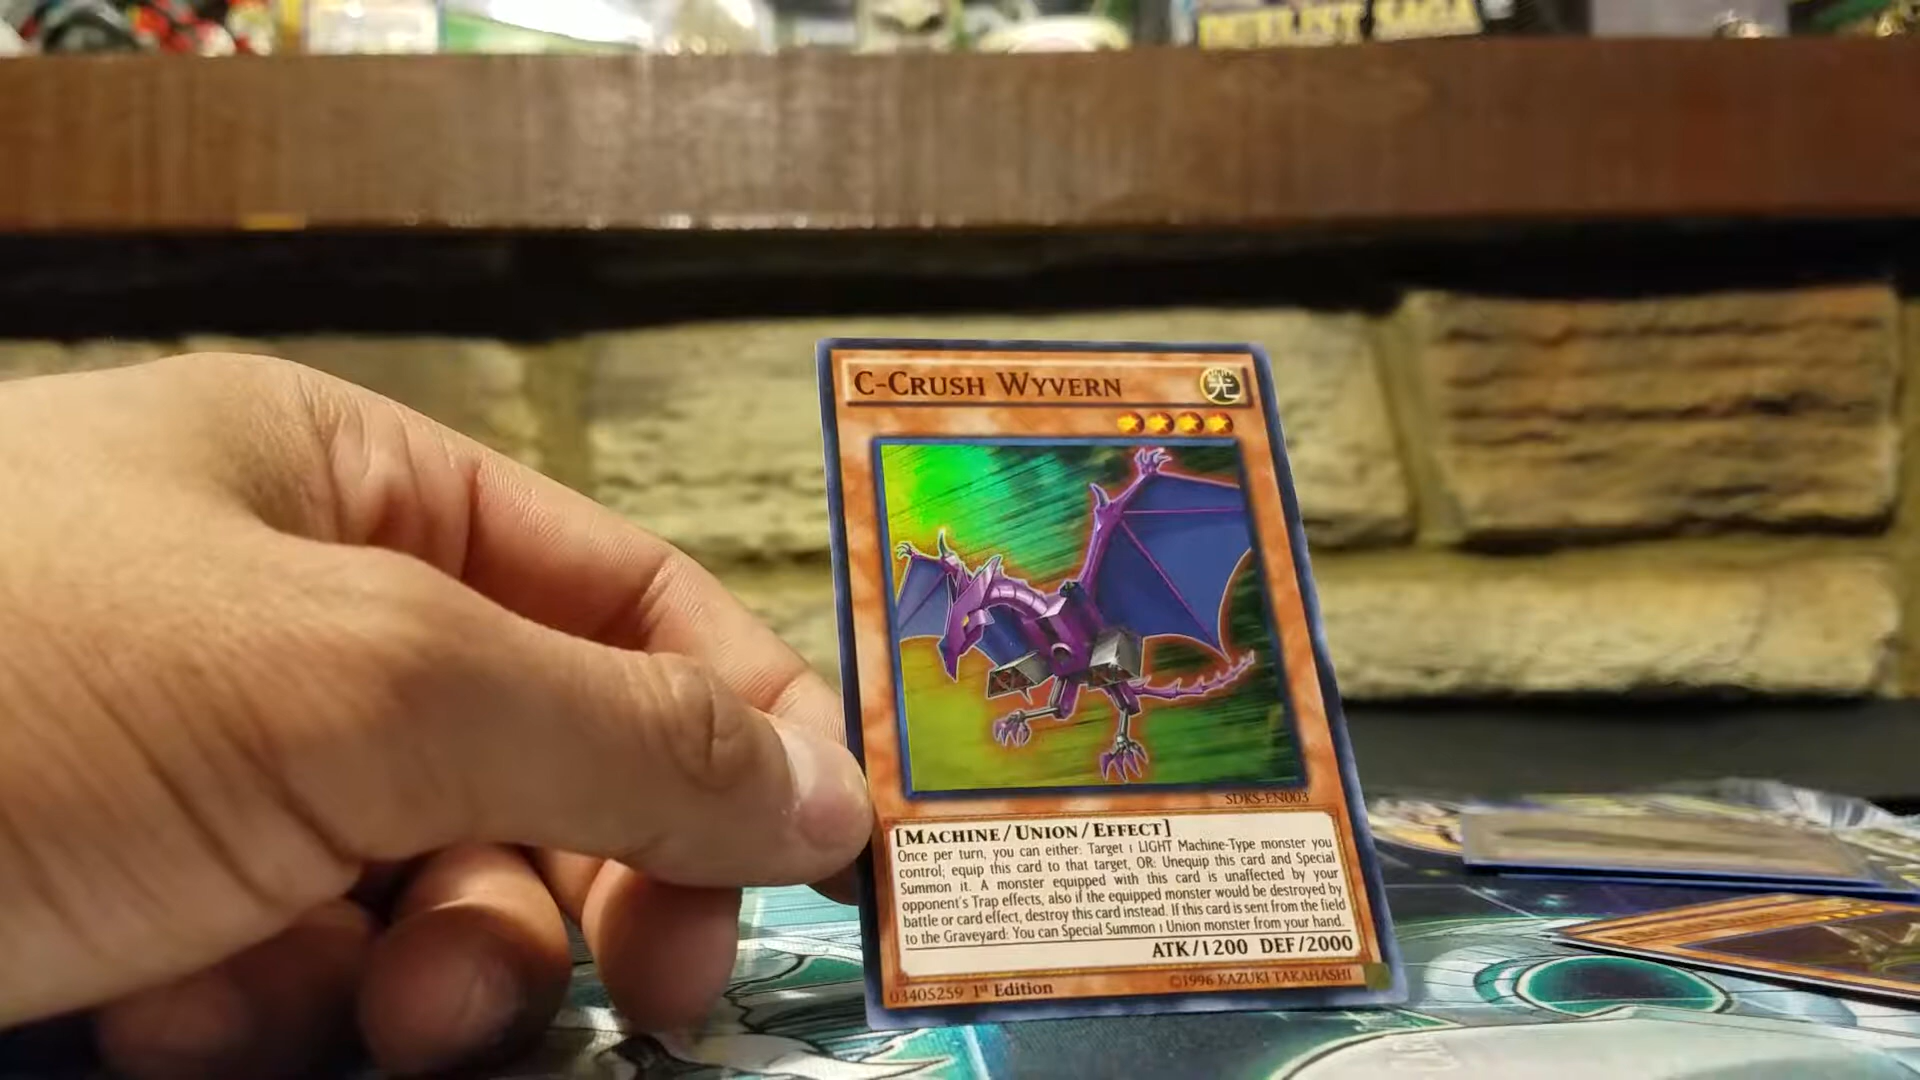 DUELIST SAGA
C-CRUSH WYVERN
光
SDKS-EN003
[MACHINE/UNION/EFFECT]
Once per turn, you can either: Target 1 LIGHT Machine-Type monster you
control; equip this card to that target, OR: Unequip this card and Special
Summon it. A monster equipped with this card is unaffected by your
opponent's Trap effects, also if the equipped monster would be destroyed by
battle or card effect, destroy this card instead. If this card is sent from the field
to the Graveyard: You can Special Summon 1 Union monster from your hand.
ATK/1200 DEF/2000
03405259 1st Edition
©1996 KAZUKI TAKAHASHI